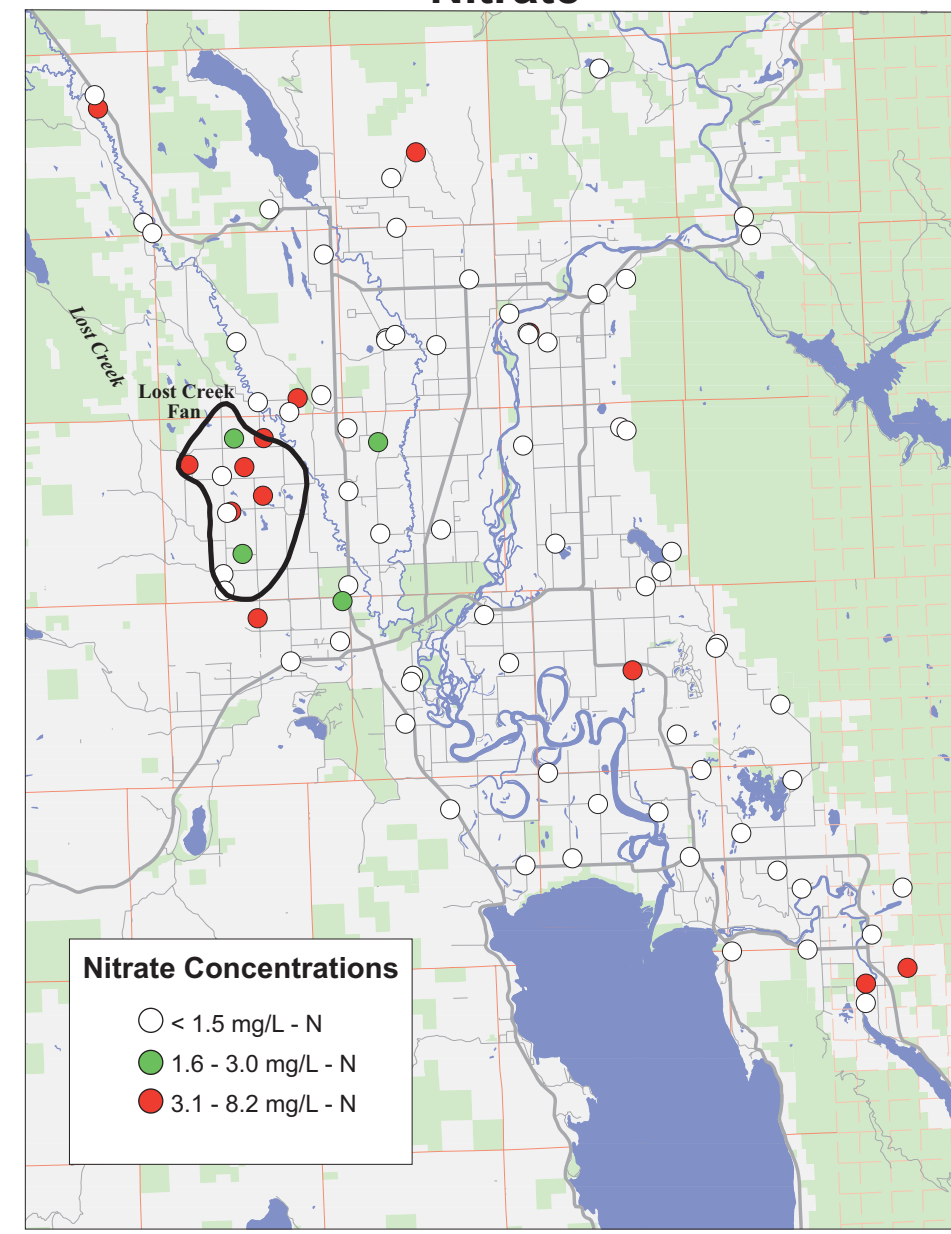 Nitrate
Lost Creek
Lost Creek
Fan
Nitrate Concentrations
< 1.5 mg/L - N
1.6 - 3.0 mg/L - N
3.1 - 8.2 mg/L - N